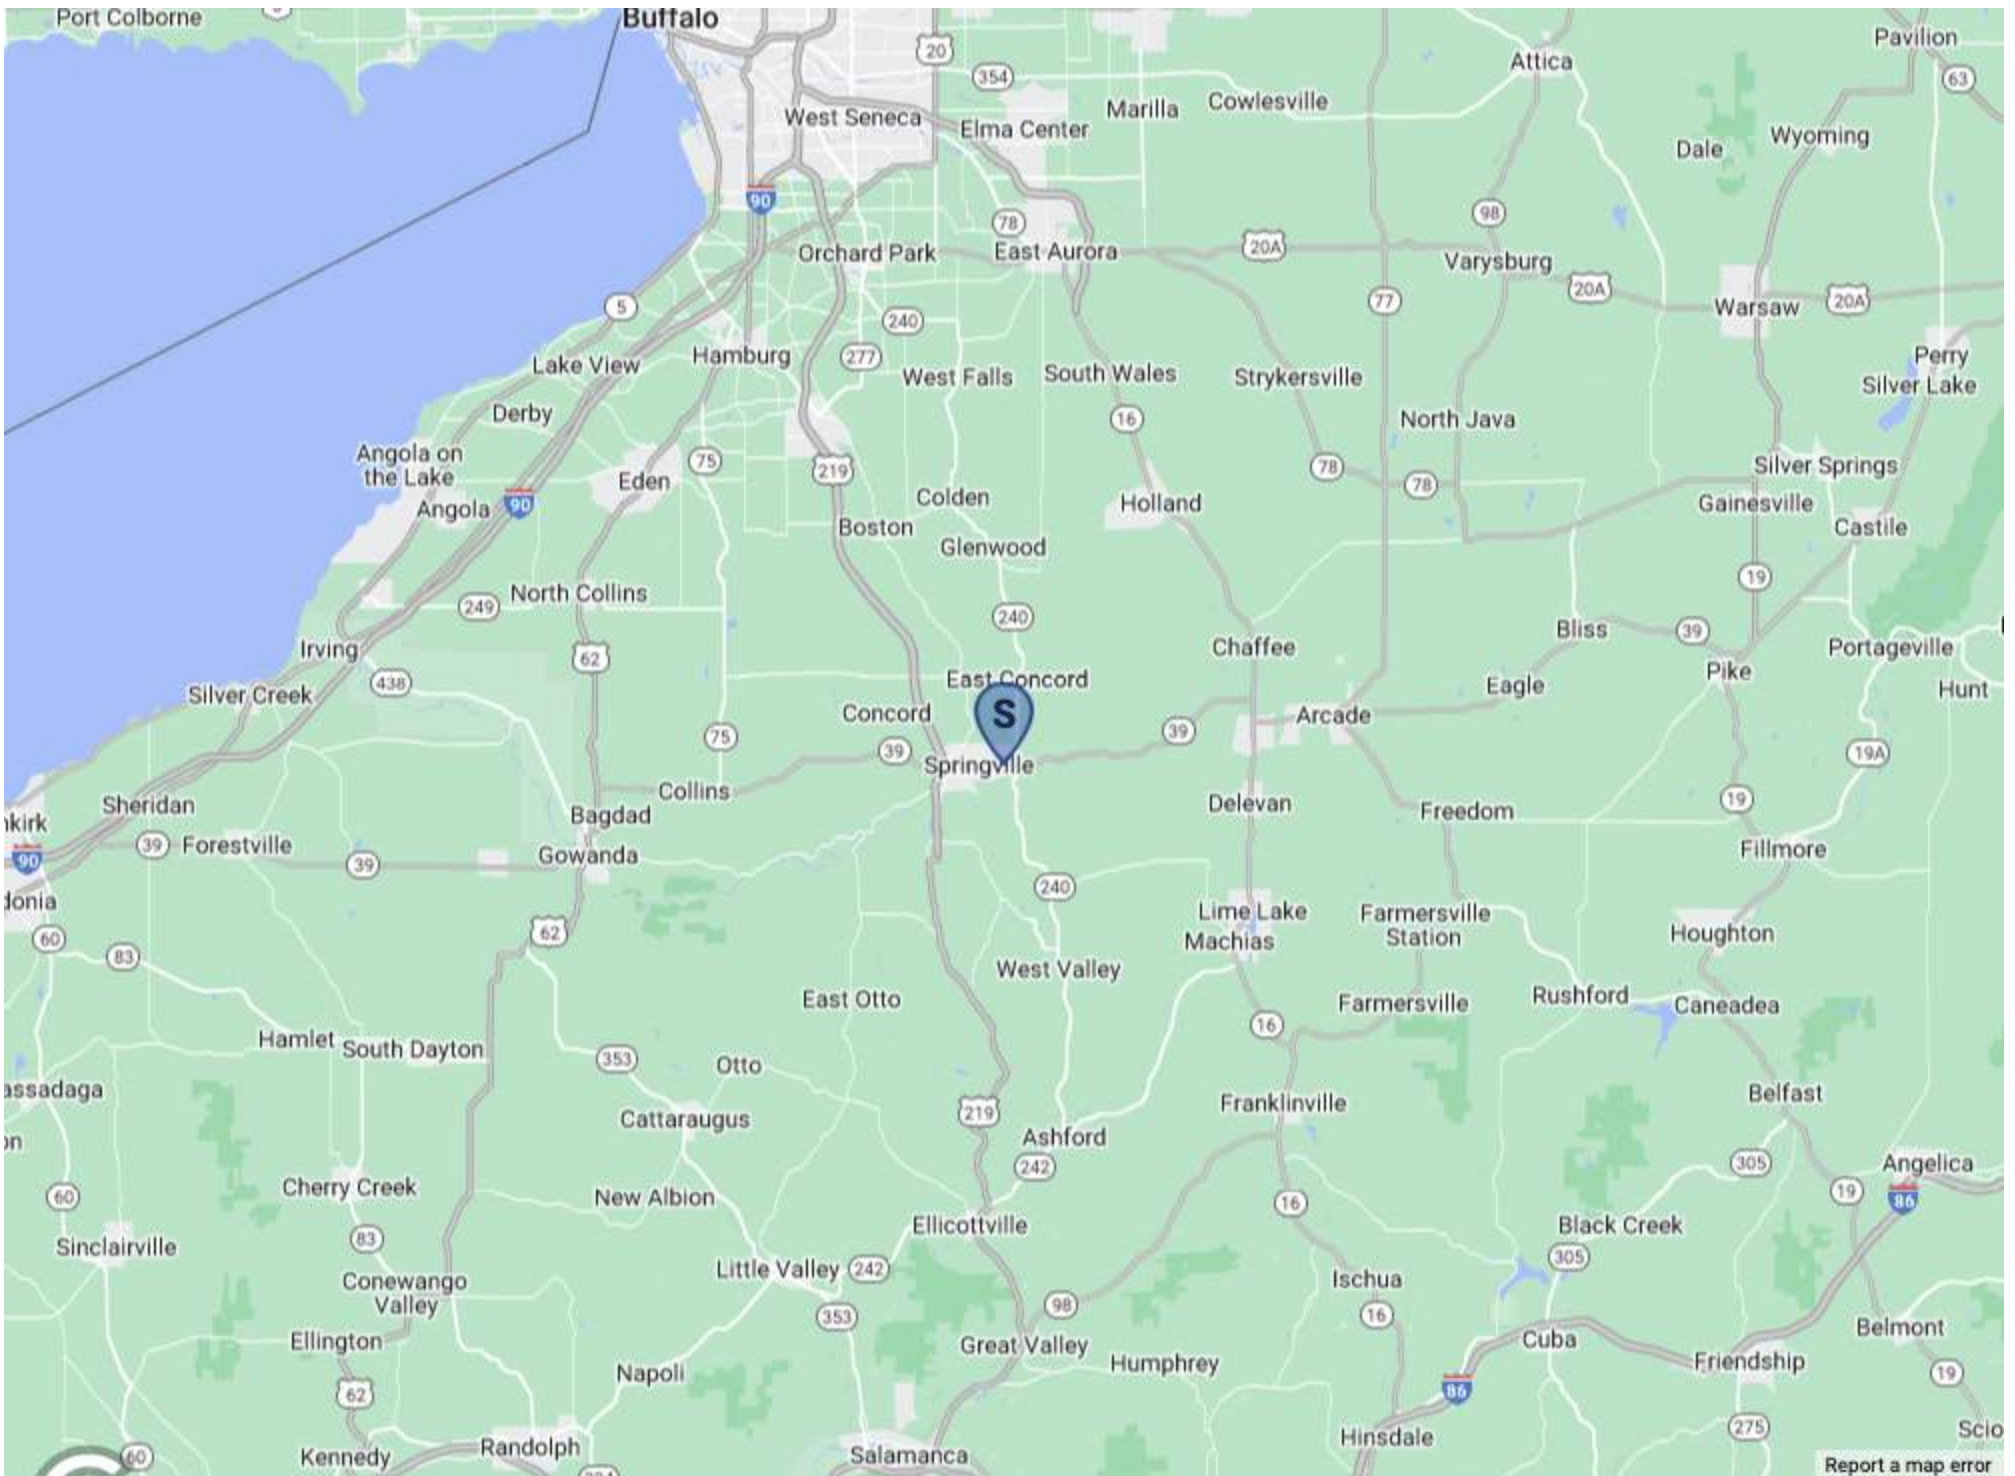 Port Colborne
Buffalo
20
Pavilion
Attica
354
63
Marilla
Cowlesville
West Seneca
Elma Center
Wyoming
Dale
90
98
78
Orchard Park
East Aurora
20A
Varysburg
20A
Warsaw
20A
5
77
240
Lake View
Hamburg
277
West Falls
South Wales
Strykersville
Perry
Silver Lake
Derby
16
North Java
Angola on
the Lake
75
219
78
78
Silver Springs
Eden
Angola
90
Colden
Holland
Gainesville
Boston
Castile
Glenwood
19
249
North Collins
240
Irving
62
Chaffee
Bliss
39
Portageville
438
East Concord
Pike
Silver Creek
Eagle
Hunt
Concord
S
Arcade
75
39
39
19A
Springville
Collins
Sheridan
Bagdad
Delevan
Freedom
19
nkirk
39
Forestville
90
39
Gowanda
Fillmore
donia
240
Lime Lake
Farmersville
Station
60
62
Machias
Houghton
83
West Valley
East Otto
Farmersville
Rushford
Caneadea
16
Hamlet
South Dayton
353
Otto
assadaga
Belfast
219
Franklinville
Cattaraugus
on
Ashford
242
305
Angelica
60
Cherry Creek
New Albion
16
19
86
83
Ellicottville
Black Creek
Sinclairville
305
Little Valley
242
Ischua
Conewango
Valley
353
98
16
Ellington
Great Valley
Cuba
Belmont
Napoli
Humphrey
Friendship
62
86
19
275
Scio
60
Kennedy
Randolph
Salamanca
Hinsdale
Report a map error